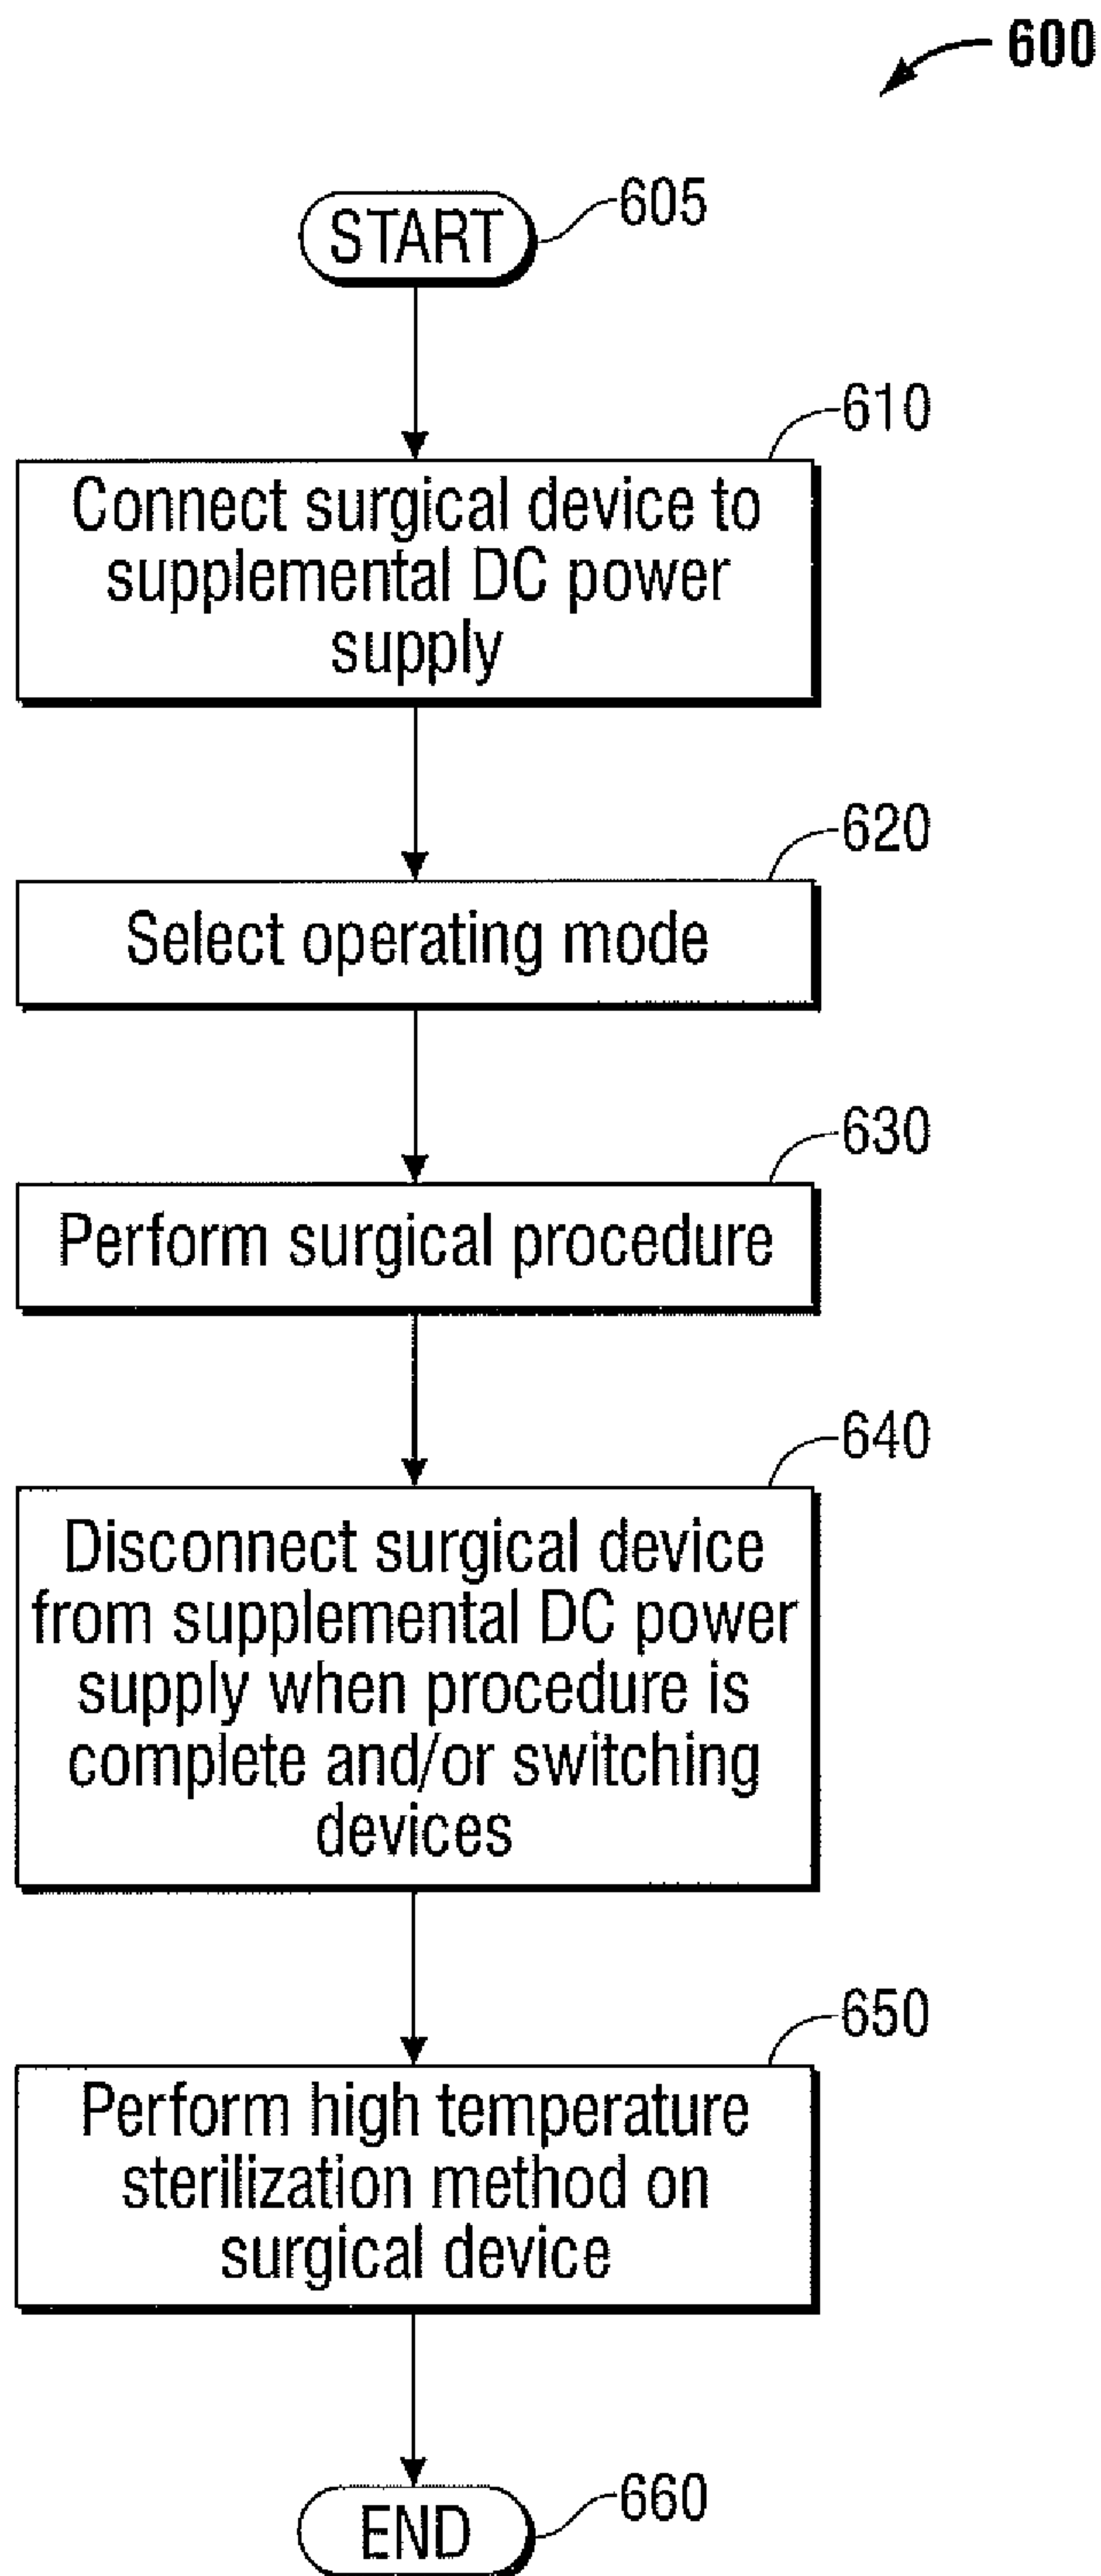 600
START
605
610
Connect surgical device to
supplemental DC power
supply
620
Select operating mode
630
Perform surgical procedure
640
Disconnect surgical device
from supplemental DC power
supply when procedure is
complete and/or switching
devices
650
Perform high temperature
sterilization method on
surgical device
END
660